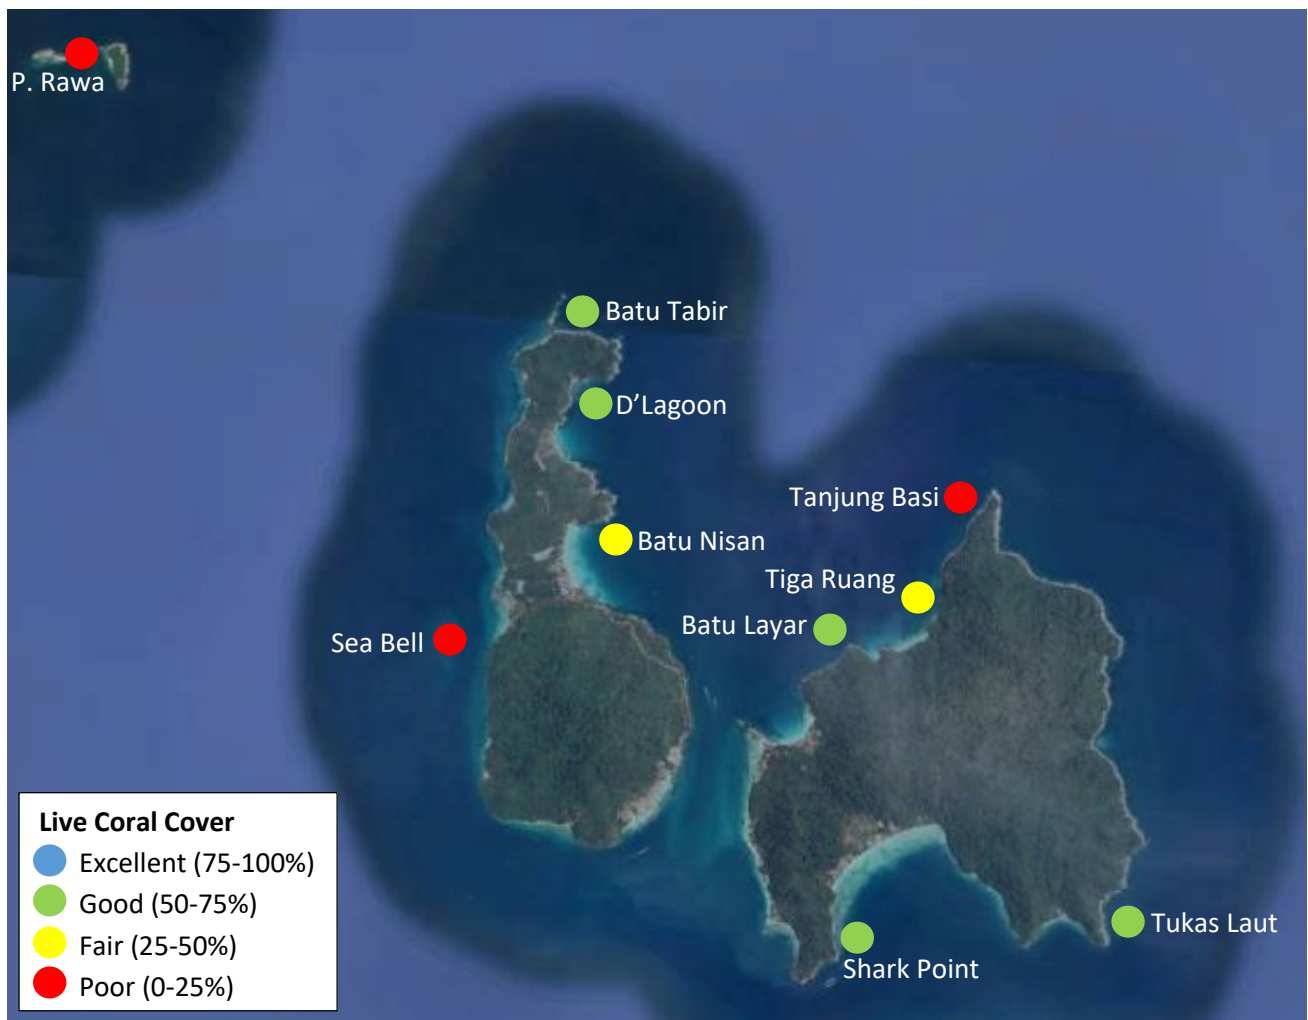 P. Rawa
Batu Tabir
D’Lagoon
Tanjung Basi
Batu Nisan
Tiga Ruang
Batu Layar
Sea Bell
Live Coral Cover
Excellent (75-100%)
Good (50-75%)
Fair (25-50%)
Poor (0-25%)
Tukas Laut
Shark Point